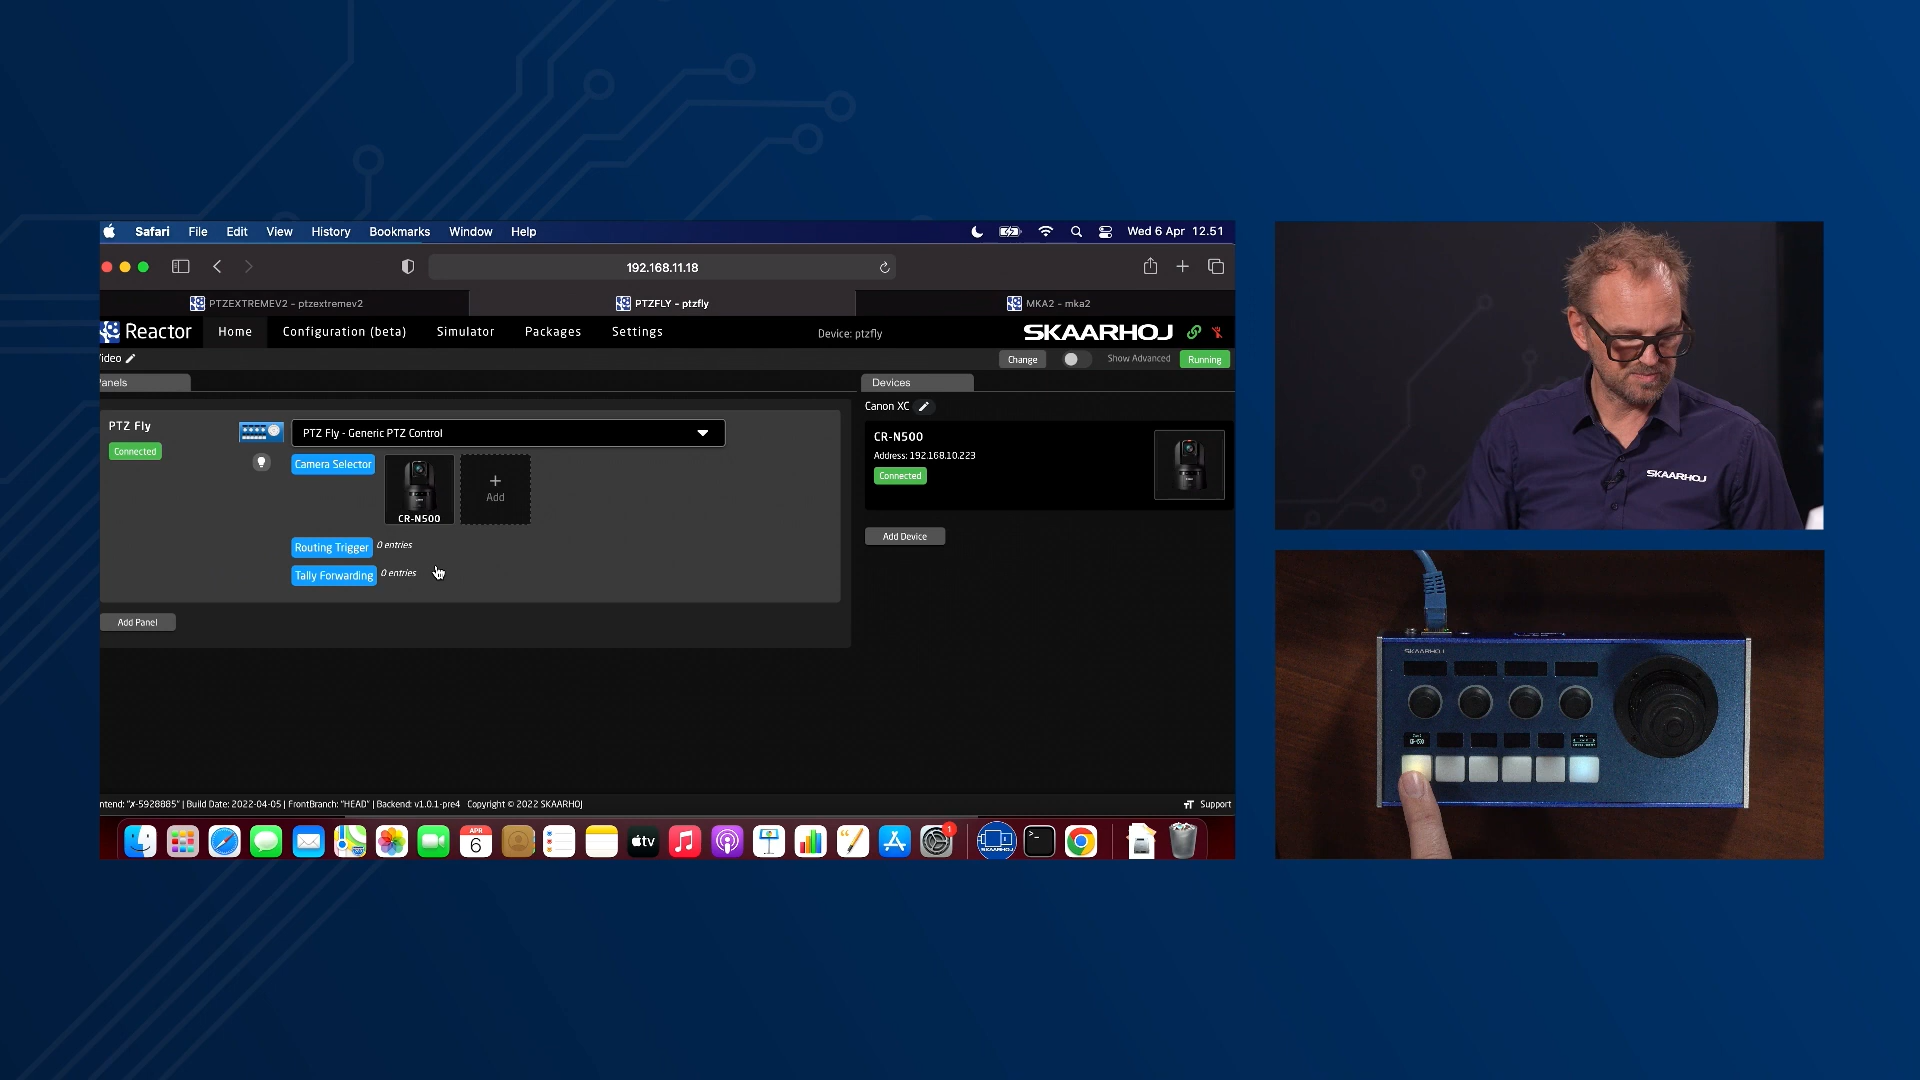 Safari File Edit View History Bookmarks Window Help Wed 6 Apr 12.51
192.168.11.18
PTZEXTREMEV2 - ptzextremev2 PTZFLY - ptzfly MKA2 - mka2
Reactor Home Configuration (beta) Simulator Packages Settings Device: ptzfly SKAARHOJ
ideo Change Show Advanced Running
anels Devices
Canon XC
PTZ Fly PTZ Fly - Generic PTZ Control CR-N500
Connected Address: 192.168.10.223
Camera Selector Connected
+
Add
CR-N500
Routing Trigger 0 entries Add Device
Tally Forwarding 0 entries
Add Panel
ntend: "X-5928885" | Build Date: 2022-04-05 | FrontBranch: "HEAD" | Backend: v1.0.1-pre4 Copyright © 2022 SKAARHOJ Support
APR
6
tv
1
SKAARHOJ
SKAARHOJ
SKAARHOJ